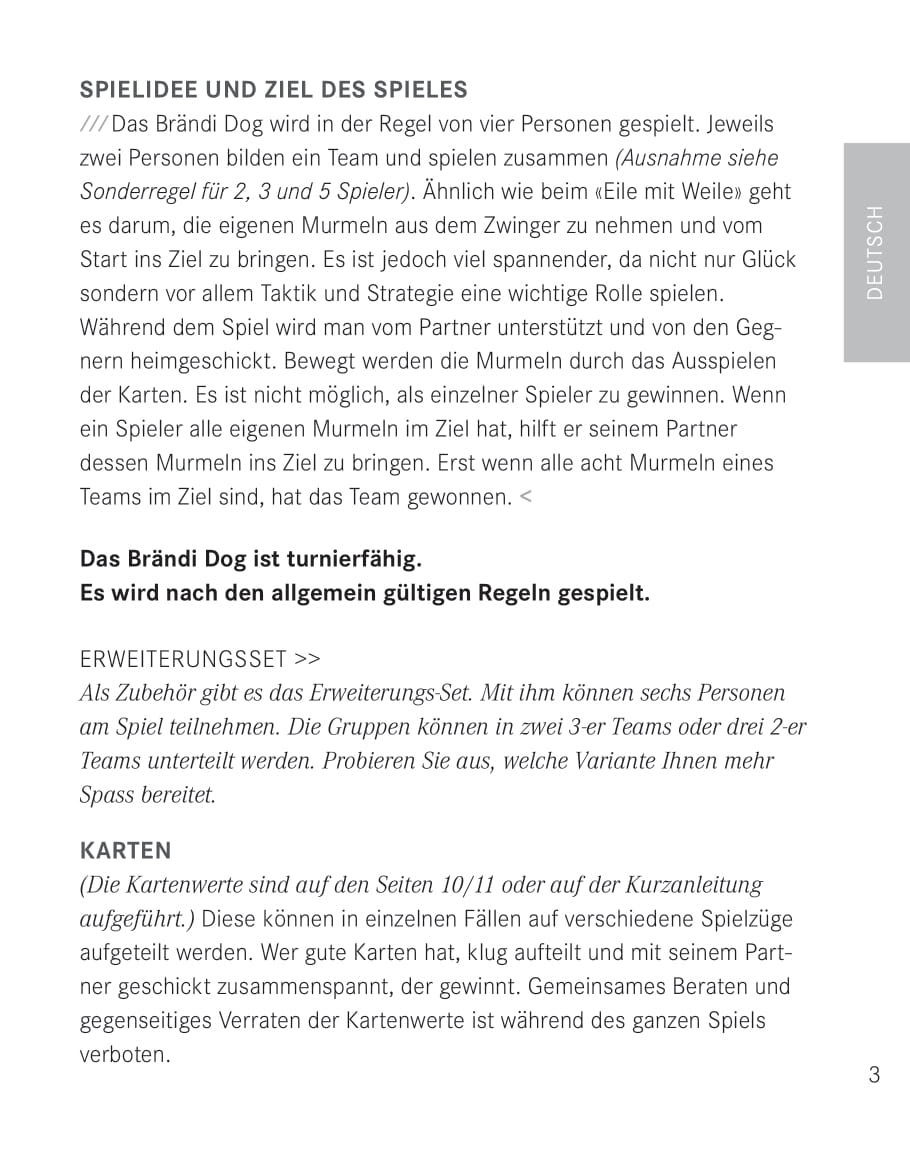 SPIELIDEE UND ZIEL DES SPIELES
/// Das Brändi Dog wird in der Regel von vier Personen gespielt. Jeweils
zwei Personen bilden ein Team und spielen zusammen (Ausnahme siehe
Sonderregel für 2, 3 und 5 Spieler). Ähnlich wie beim «Eile mit Weile» geht
es darum, die eigenen Murmeln aus dem Zwinger zu nehmen und vom
Start ins Ziel zu bringen. Es ist jedoch viel spannender, da nicht nur Glück
sondern vor allem Taktik und Strategie eine wichtige Rolle spielen.
Während dem Spiel wird man vom Partner unterstützt und von den Geg-
nern heimgeschickt. Bewegt werden die Murmeln durch das Ausspielen
der Karten. Es ist nicht möglich, als einzelner Spieler zu gewinnen. Wenn
ein Spieler alle eigenen Murmeln im Ziel hat, hilft er seinem Partner
dessen Murmeln ins Ziel zu bringen. Erst wenn alle acht Murmeln eines
Teams im Ziel sind, hat das Team gewonnen. <
Das Brändi Dog ist turnierfähig.
Es wird nach den allgemein gültigen Regeln gespielt.
ERWEITERUNGSSET >>
Als Zubehör gibt es das Erweiterungs-Set. Mit ihm können sechs Personen
am Spiel teilnehmen. Die Gruppen können in zwei 3-er Teams oder drei 2-er
Teams unterteilt werden. Probieren Sie aus, welche Variante Ihnen mehr
Spass bereitet.
KARTEN
(Die Kartenwerte sind auf den Seiten 10/11 oder auf der Kurzanleitung
aufgeführt.) Diese können in einzelnen Fällen auf verschiedene Spielzüge
aufgeteilt werden. Wer gute Karten hat, klug aufteilt und mit seinem Part-
ner geschickt zusammenspannt, der gewinnt. Gemeinsames Beraten und
gegenseitiges Verraten der Kartenwerte ist während des ganzen Spiels
verboten.
DEUTSCH
3